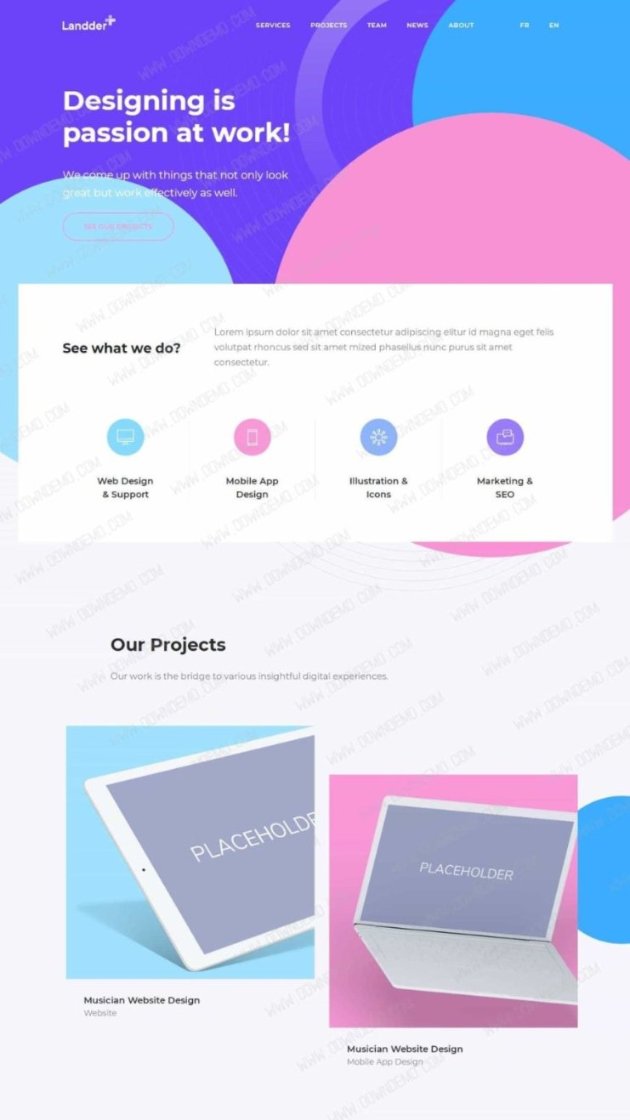 Landder+
SERVICES PROJECTS TEAM NEWS ABOUT FR EN
Designing is
passion at work!
We come up with things that not only look
great but work effectively as well.
SEE OUR PROJECTS
See what we do?
Lorem ipsum dolor sit amet consectetur adipiscing elitur id magna eget felis
volutpat rhoncus sed sit amet mized phasellus nunc purus sit amet
consectetur.
Web Design
& Support
Mobile App
Design
Illustration &
Icons
Marketing &
SEO
Our Projects
Our work is the bridge to various insightful digital experiences.
PLACEHOLDE
PLACEHOLDER
Musician Website Design
Website
Musician Website Design
Mobile App Design
WWW.DOWNDEMO.COM